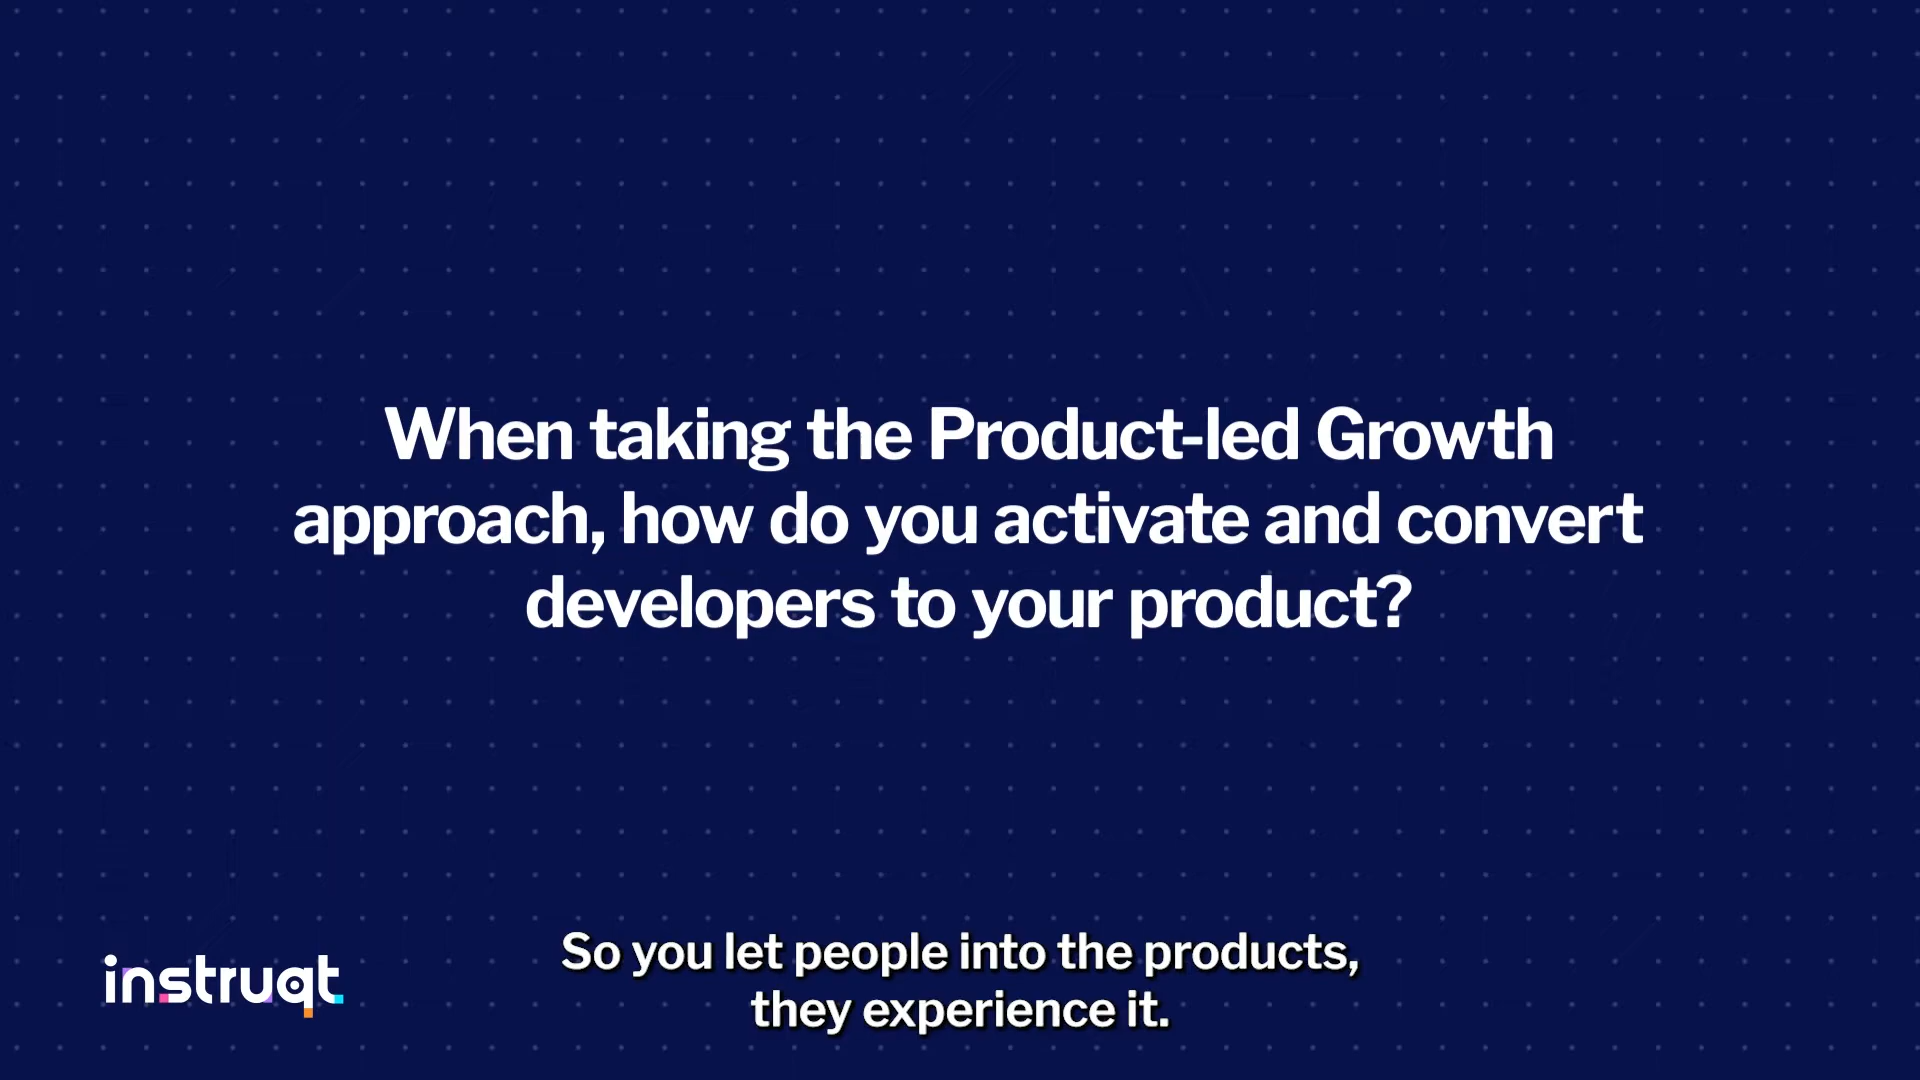 When taking the Product-led Growth
approach, how do you activate and convert
developers to your product?
instruqt
So you let people into the products,
they experience it.